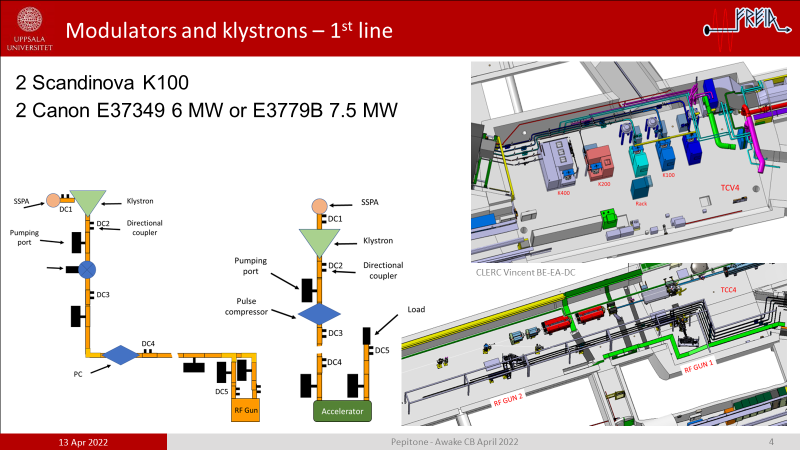 UPPSALA
UNIVERSITET
Modulators and klystrons – 1st line
FREIA
2 Scandinova K100
2 Canon E37349 6 MW or E3779B 7.5 MW
SSPA
DC1
Klystron
DC2
Directional
coupler
Pumping
port
DC3
DC4
PC
DC5
RF Gun
SSPA
DC1
Klystron
Pumping
port
DC2
Directional
coupler
Pulse
compressor
Load
DC3
DC4
DC5
Accelerator
K400
K200
K100
Rack
TCV4
CLERC Vincent BE-EA-DC
TCC4
RF GUN 1
RF GUN 2
13 Apr 2022
Pepitone - Awake CB April 2022
4